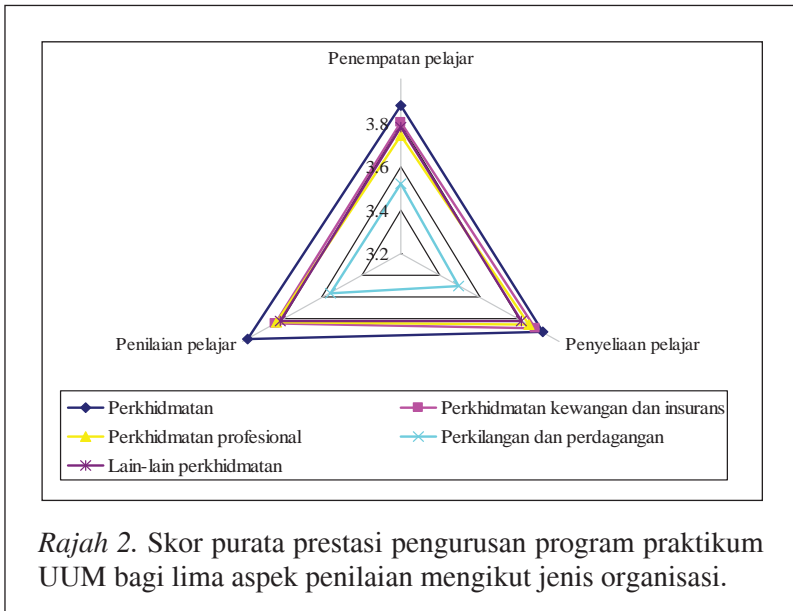 Penempatan pelajar
3.8
3.6
3.4
3.2
Penilaian pelajar
Penyeliaan pelajar
Perkhidmatan
Perkhidmatan kewangan dan insurans
Perkhidmatan profesional
Perkilangan dan perdagangan
Lain-lain perkhidmatan
Rajah 2. Skor purata prestasi pengurusan program praktikum
UUM bagi lima aspek penilaian mengikut jenis organisasi.